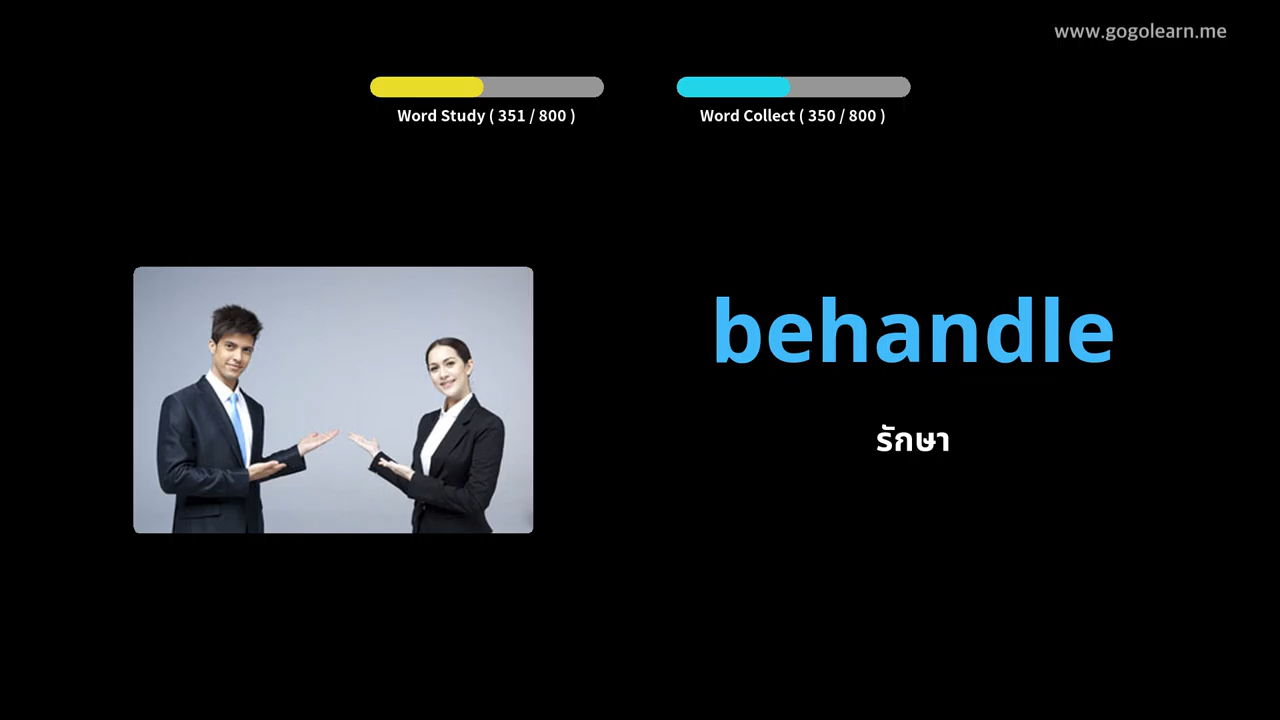 www.gogolearn.me
Word Study ( 351 / 800 )
Word Collect ( 350 / 800 )
behandle
รักษา